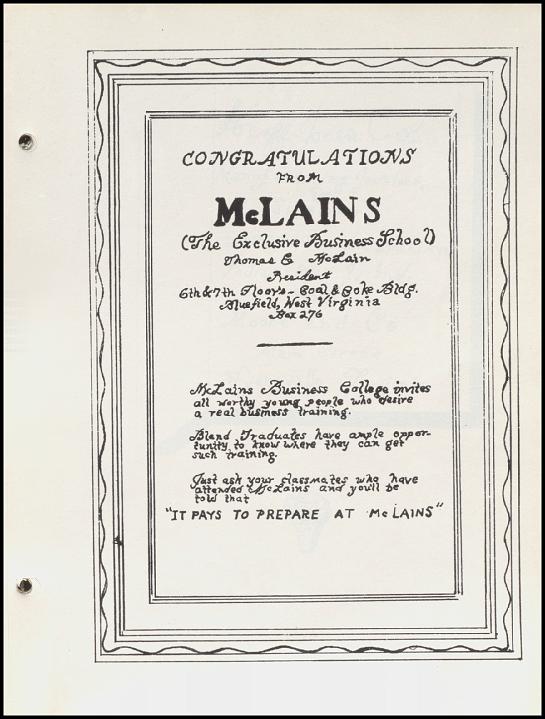 CONGRATULATIONS
FROM
McLAINS
(The Exclusive Business School)
Thomas E McLain
President
6th & 7th Floors - Coal & Coke Bldg.
Bluefield, West Virginia
Box 276
McLains Business College invites
all worthy young people who desire
a real business training.
Bland Graduates have ample oppor-
tunity to know where they can get
such training.
Just ask your classmates who have
attended McLains and you'll be
told that
"IT PAYS TO PREPARE AT McLAINS"